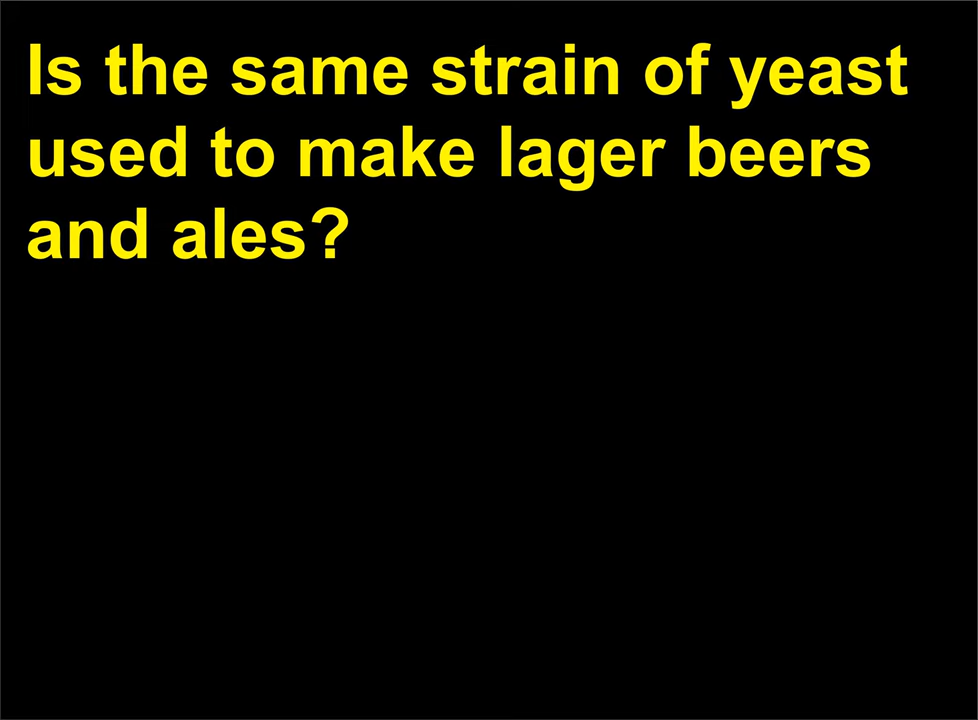 Is the same strain of yeast
used to make lager beers
and ales?